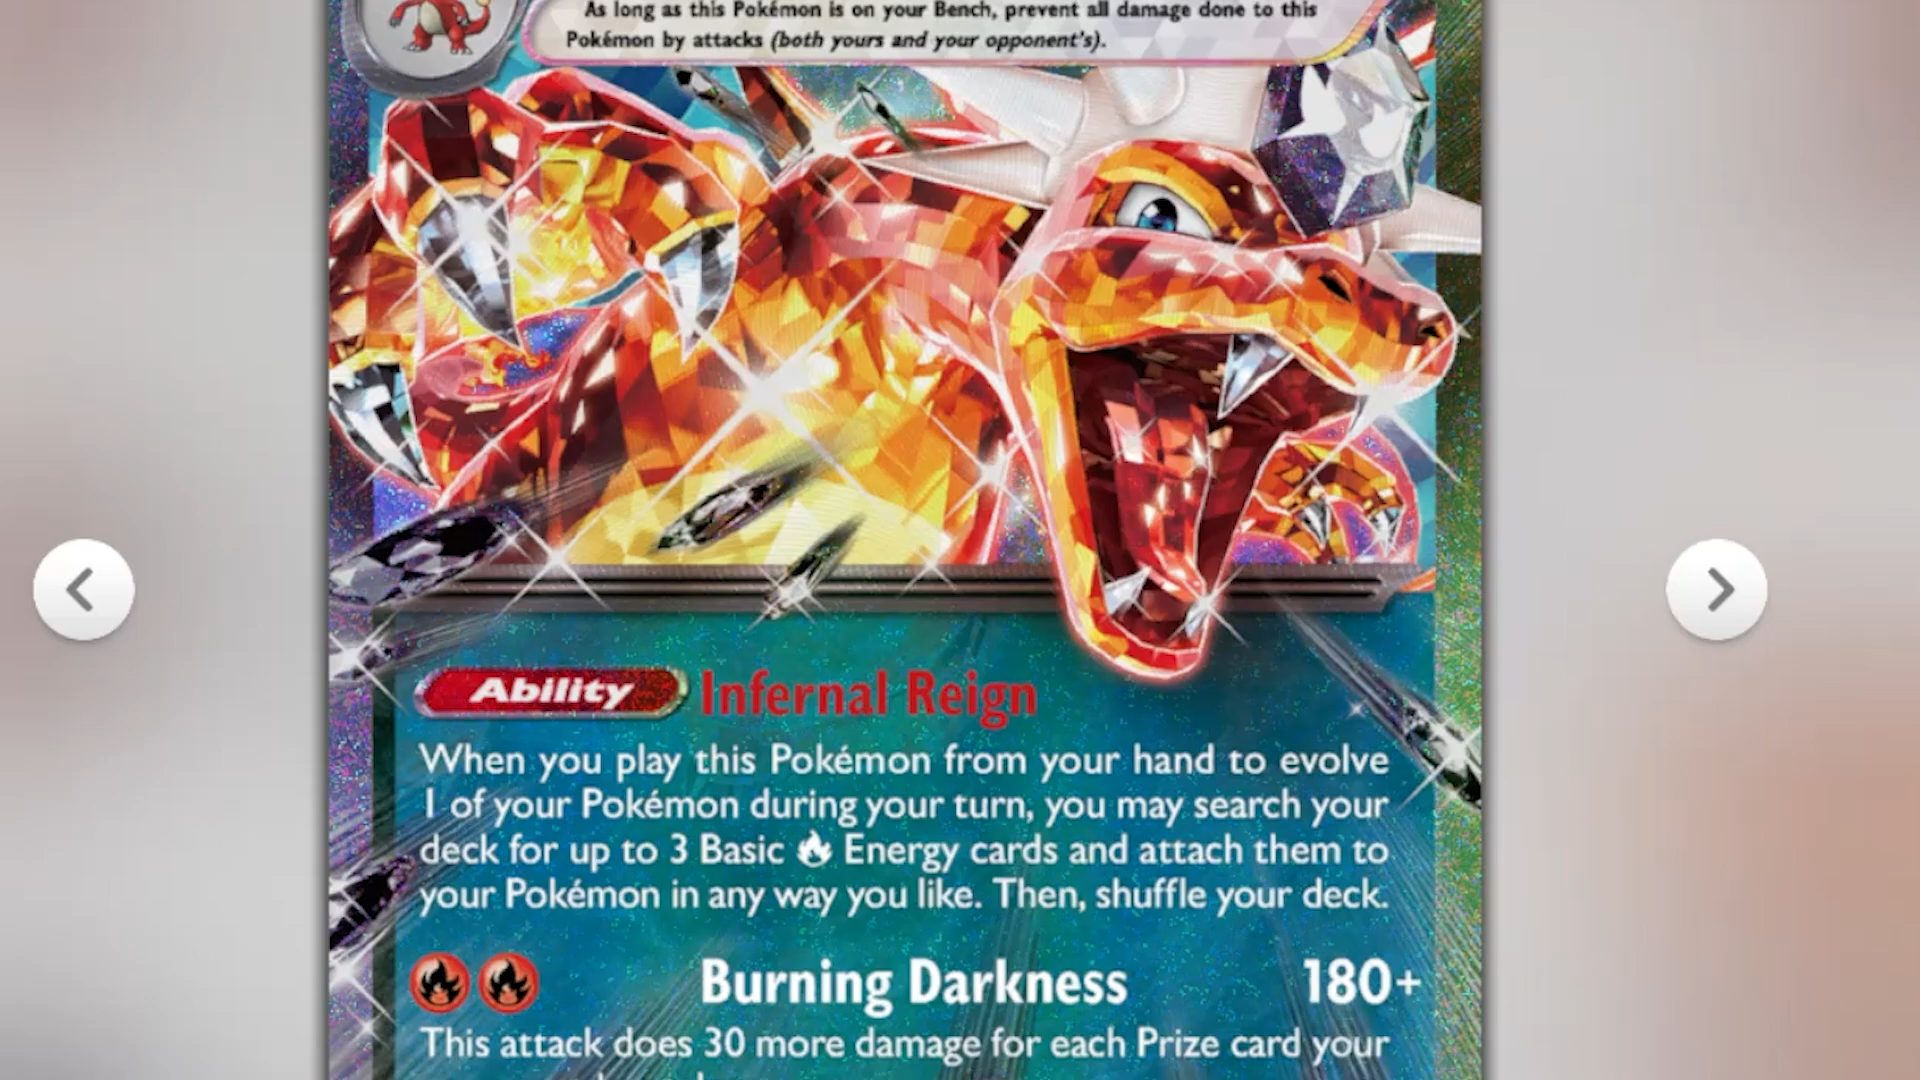 As long as this Pokémon is on your Bench, prevent all damage done to this
Pokémon by attacks (both yours and your opponent's).
Ability Infernal Reign
When you play this Pokémon from your hand to evolve
1 of your Pokémon during your turn, you may search your
deck for up to 3 Basic Energy cards and attach them to
your Pokémon in any way you like. Then, shuffle your deck.
Burning Darkness 180+
This attack does 30 more damage for each Prize card your